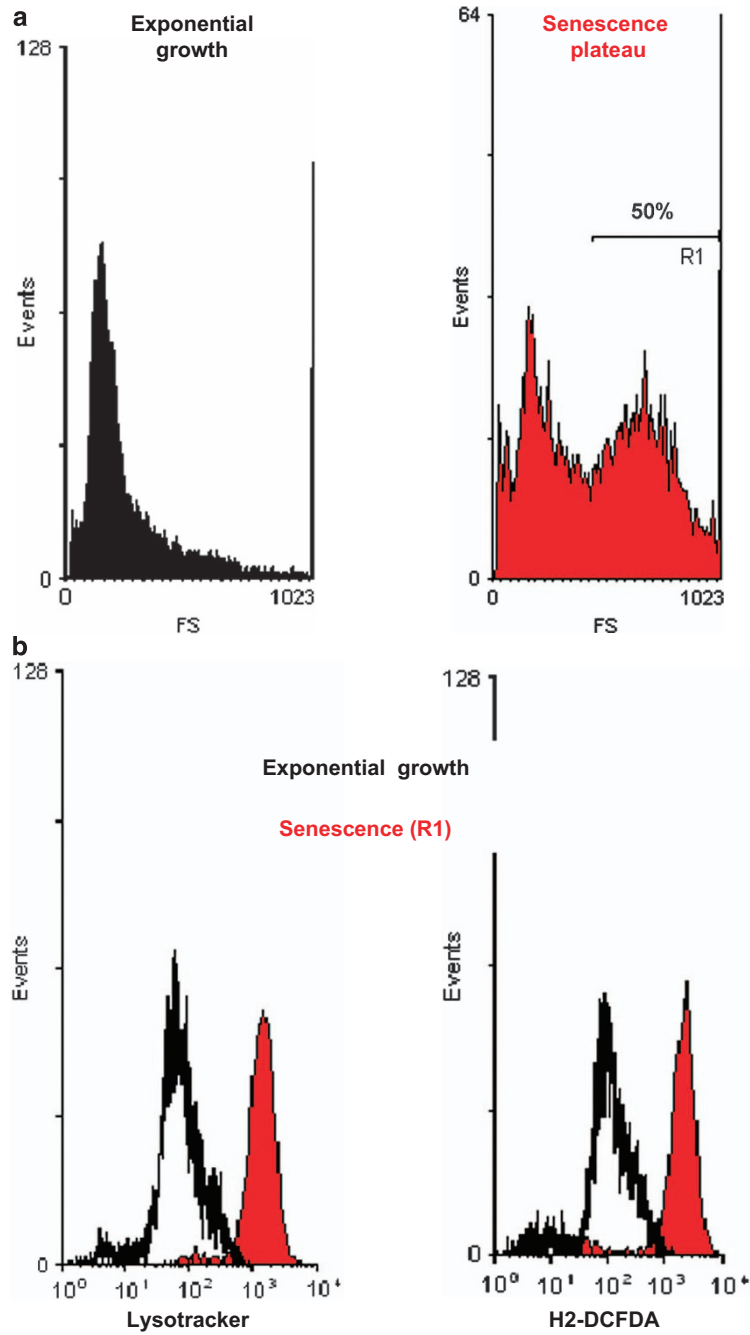 a
Exponential
growth
128
Events
0
0
1023
FS
Senescence
plateau
64
50%
R1
Events
0
0
1023
FS
b
128
Events
0
10⁰
10¹
10²
10³
10⁴
Lysotracker
Exponential growth
Senescence (R1)
128
Events
0
10⁰
10¹
10²
10³
10⁴
H2-DCFDA